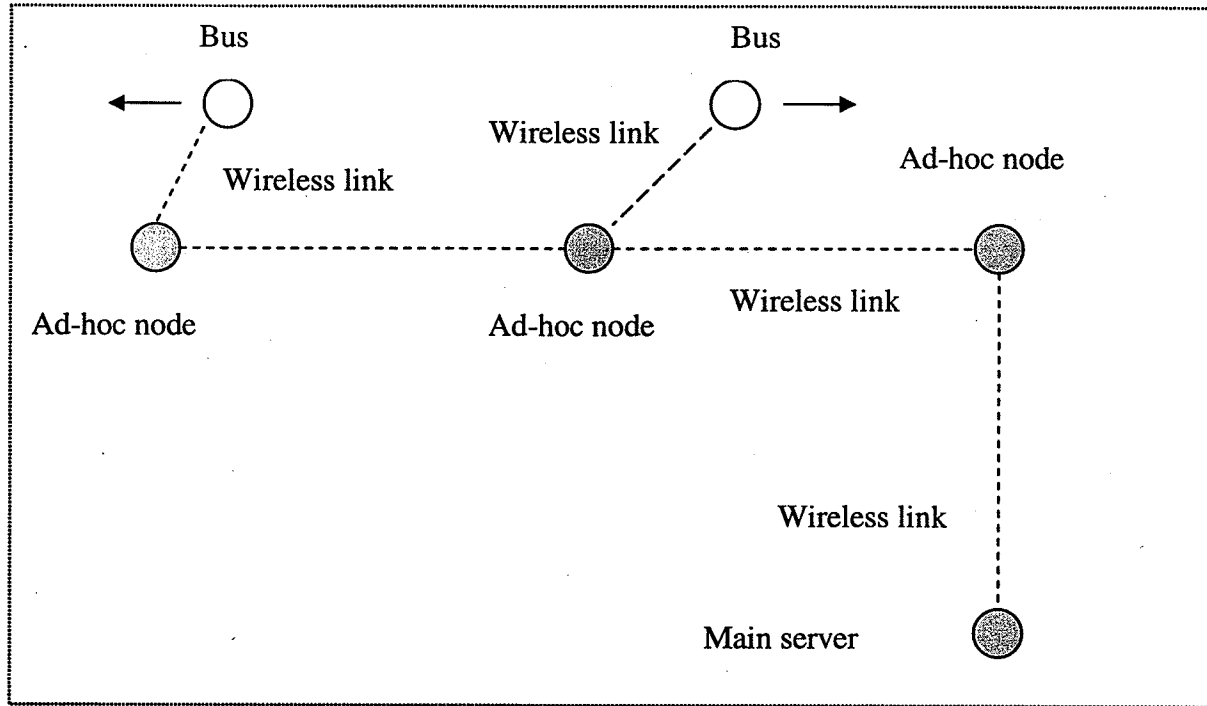 Bus
Bus
Wireless link
Ad-hoc node
Wireless link
Wireless link
Ad-hoc node
Ad-hoc node
Wireless link
Main server